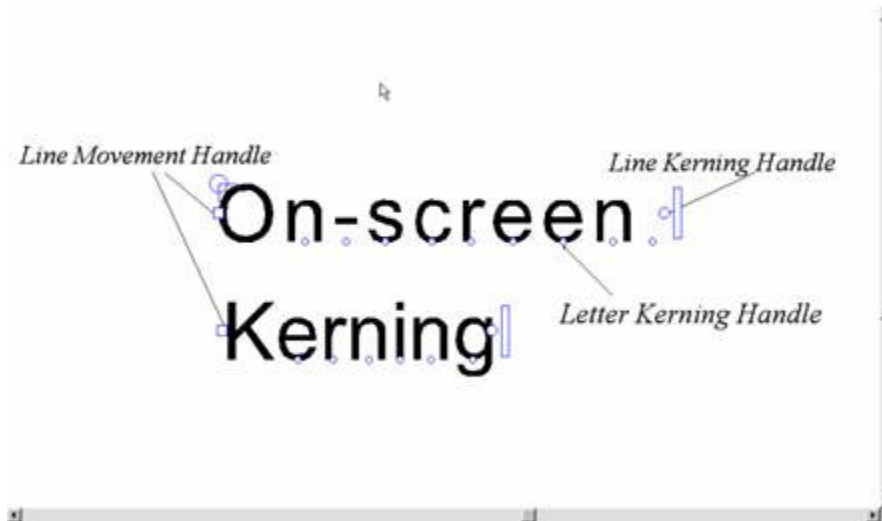 Line Movement Handle
Line Kerning Handle
On-screen
Letter Kerning Handle
Kerning